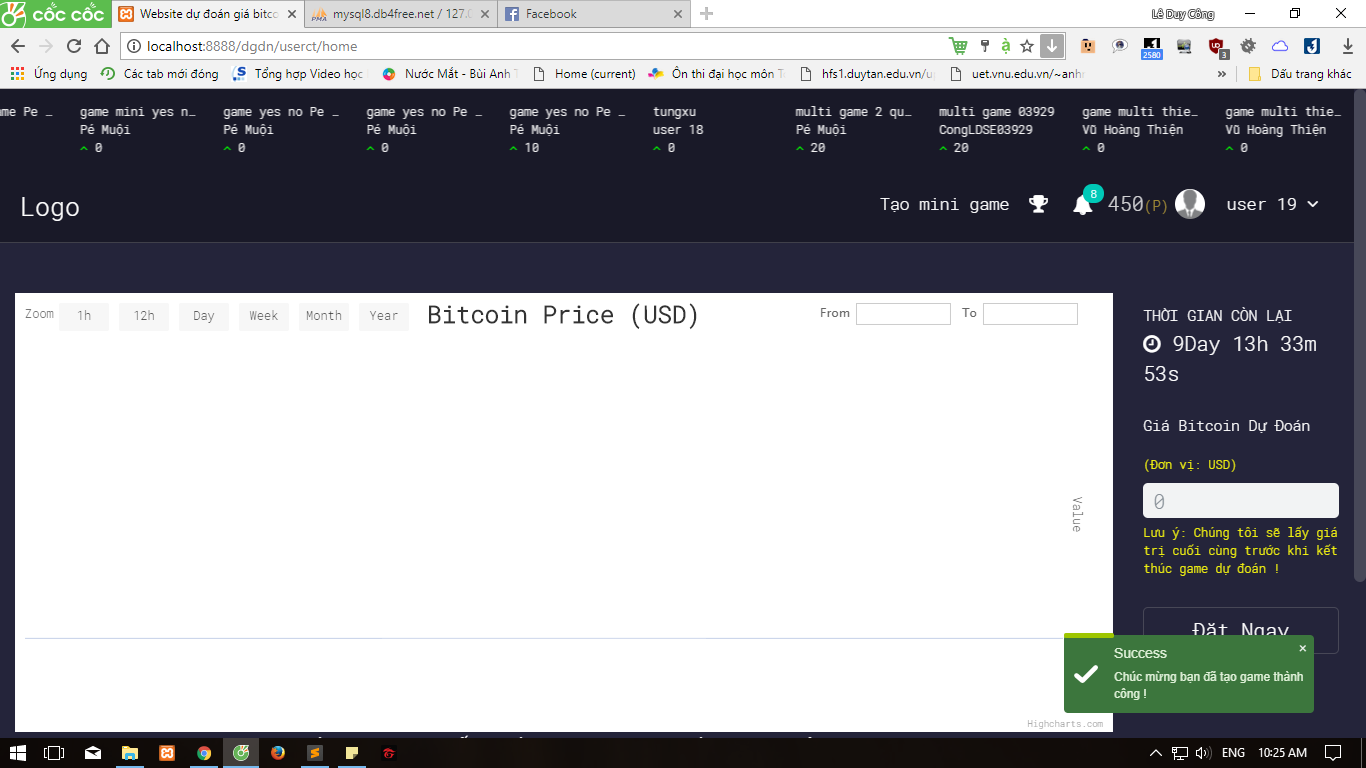 cốc cốc
Website dự đoán giá bitco
mysql8.db4free.net / 127.0
Facebook
Lê Duy Công
localhost:8888/dgdn/userct/home
2580
3
Ứng dụng
Các tab mới đóng
Tổng hợp Video học
Nước Mắt - Bùi Anh T
Home (current)
Ôn thi đại học môn T
hfs1.duytan.edu.vn/u
uet.vnu.edu.vn/~anhn
»
Dấu trang khác
me Pe …
game mini yes n…
Pé Muội
0
game yes no Pe …
Pé Muội
0
game yes no Pe …
Pé Muội
0
game yes no Pe …
Pé Muội
10
tungxu
user 18
0
multi game 2 qu…
Pé Muội
20
multi game 03929
CongLDSE03929
20
game multi thie…
Vũ Hoàng Thiện
0
game multi thie…
Vũ Hoàng Thiện
0
Logo
Tạo mini game
8
450(P)
user 19
Zoom
1h
12h
Day
Week
Month
Year
Bitcoin Price (USD)
From
To
Value
Highcharts.com
THỜI GIAN CÒN LẠI
9Day 13h 33m
53s
Giá Bitcoin Dự Đoán
(Đơn vị: USD)
0
Lưu ý: Chúng tôi sẽ lấy giá
trị cuối cùng trước khi kết
thúc game dự đoán !
Đặt Ngay
Success
×
Chúc mừng bạn đã tạo game thành
công !
ENG
10:25 AM